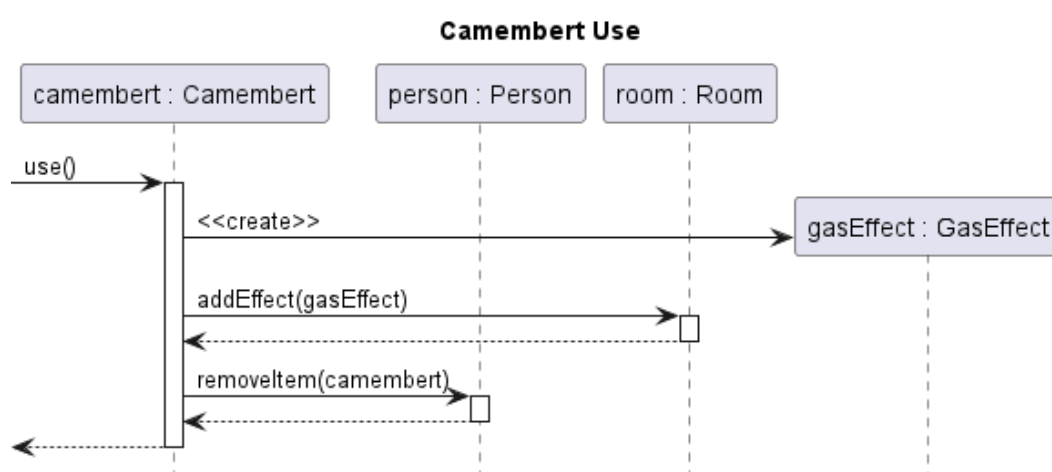 Camembert Use
camembert : Camembert
person : Person
room : Room
use()
<<create>>
gasEffect : GasEffect
addEffect(gasEffect)
removeItem(camembert)